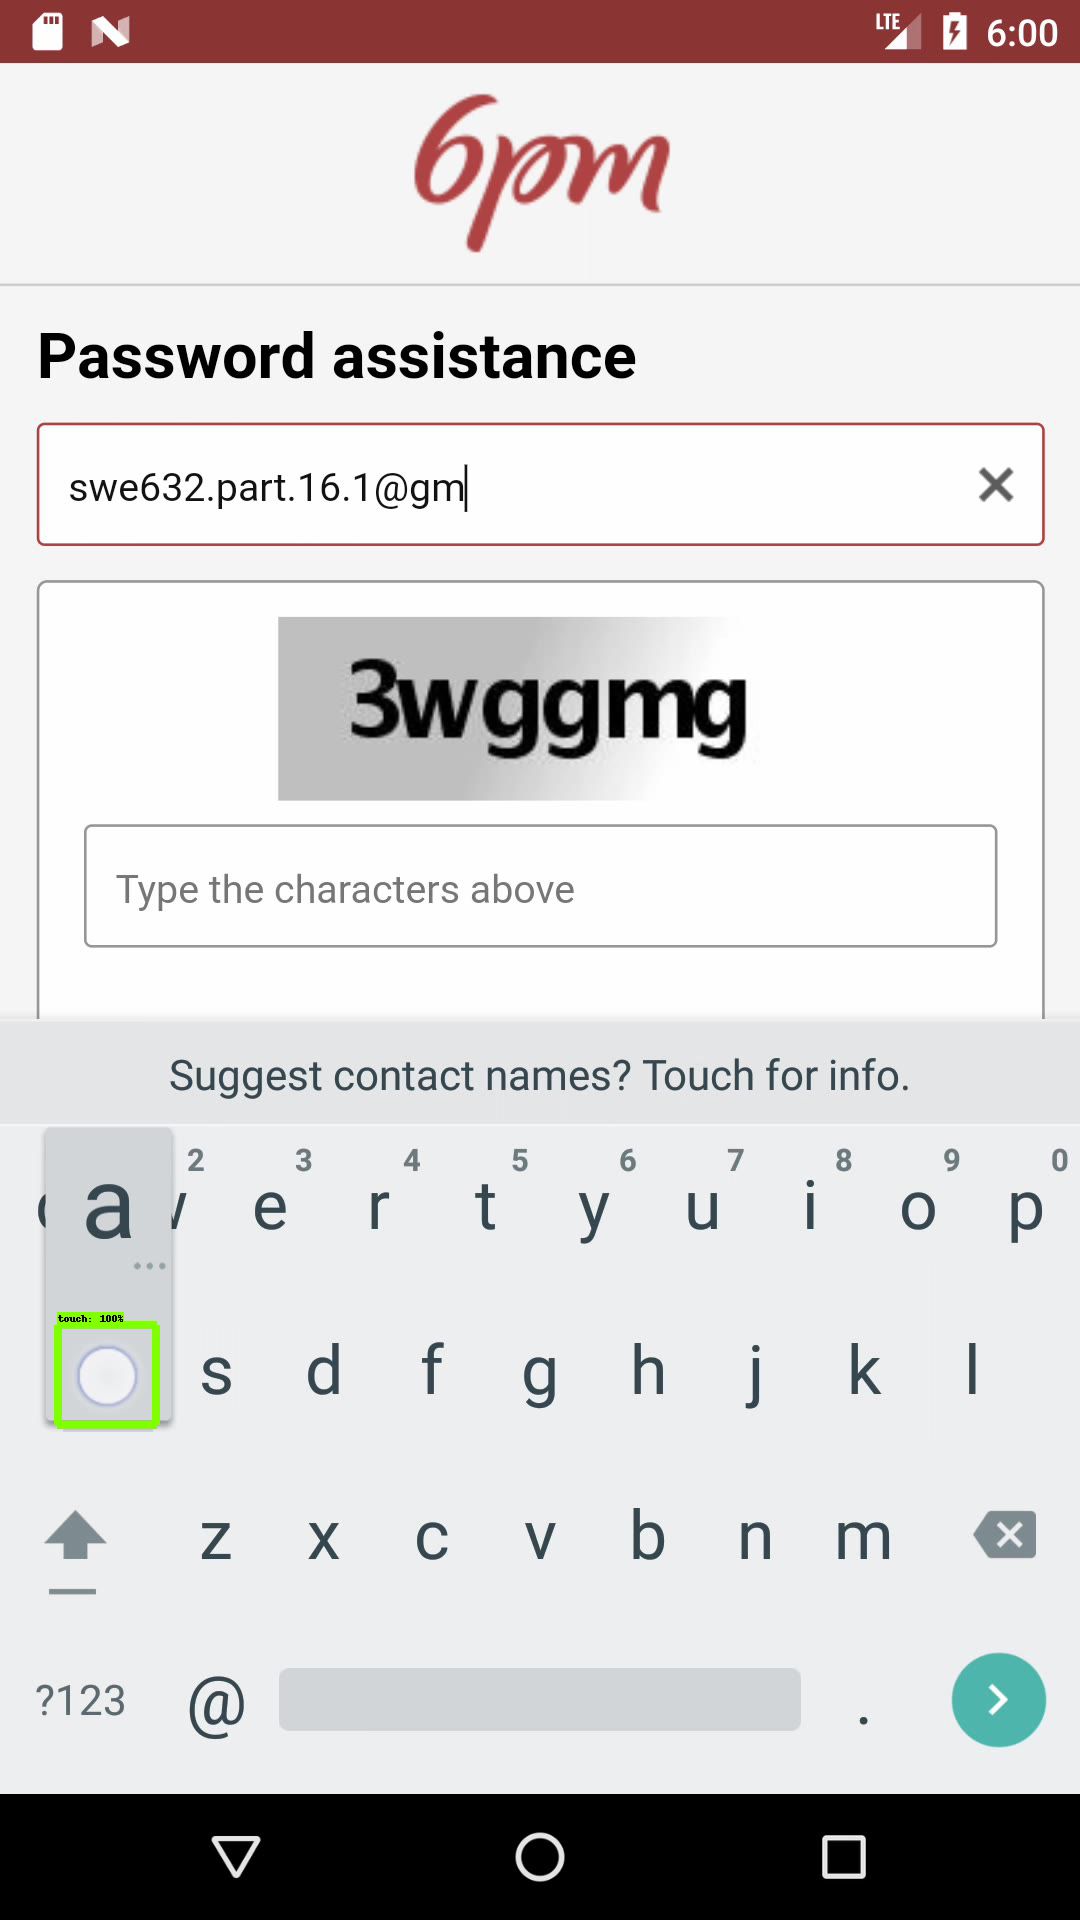 LTE 6:00
6pm
Password assistance
swe632.part.16.1@gm
3wggmg
Type the characters above
Suggest contact names? Touch for info.
a
2 3 4 5 6 7 8 9 0
e r t y u i o p
touch: 100%
s d f g h j k l
z x c v b n m
?123 @ .